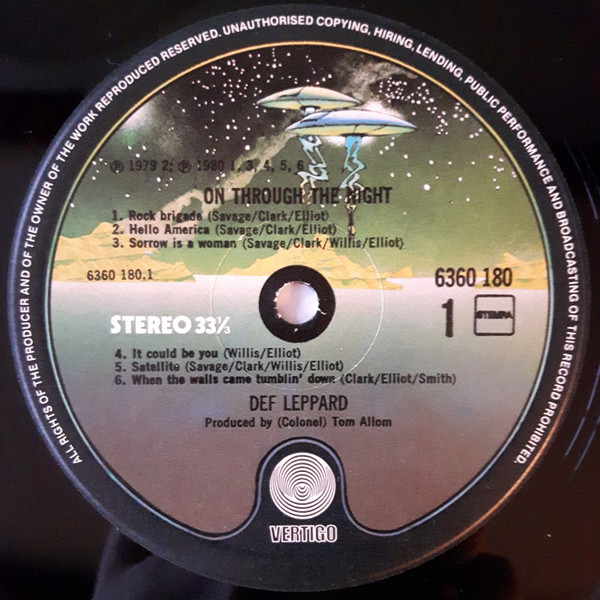 ALL RIGHTS OF THE PRODUCER AND OF THE OWNER OF THE WORK REPRODUCED RESERVED. UNAUTHORISED COPYING, HIRING, LENDING, PUBLIC PERFORMANCE AND BROADCASTING OF THIS RECORD PROHIBITED.
℗ 1979 2; ℗ 1980 1, 3, 4, 5, 6
ON THROUGH THE NIGHT
1. Rock brigade (Savage/Clark/Elliot)
2. Hello America (Savage/Clark/Elliot)
3. Sorrow is a woman (Savage/Clark/Willis/Elliot)
6360 180.1
6360 180
STEREO 33⅓
1 STEMRA
4. It could be you (Willis/Elliot)
5. Satellite (Savage/Clark/Willis/Elliot)
6. When the walls came tumblin' down (Clark/Elliot/Smith)
DEF LEPPARD
Produced by (Colonel) Tom Allom
VERTIGO